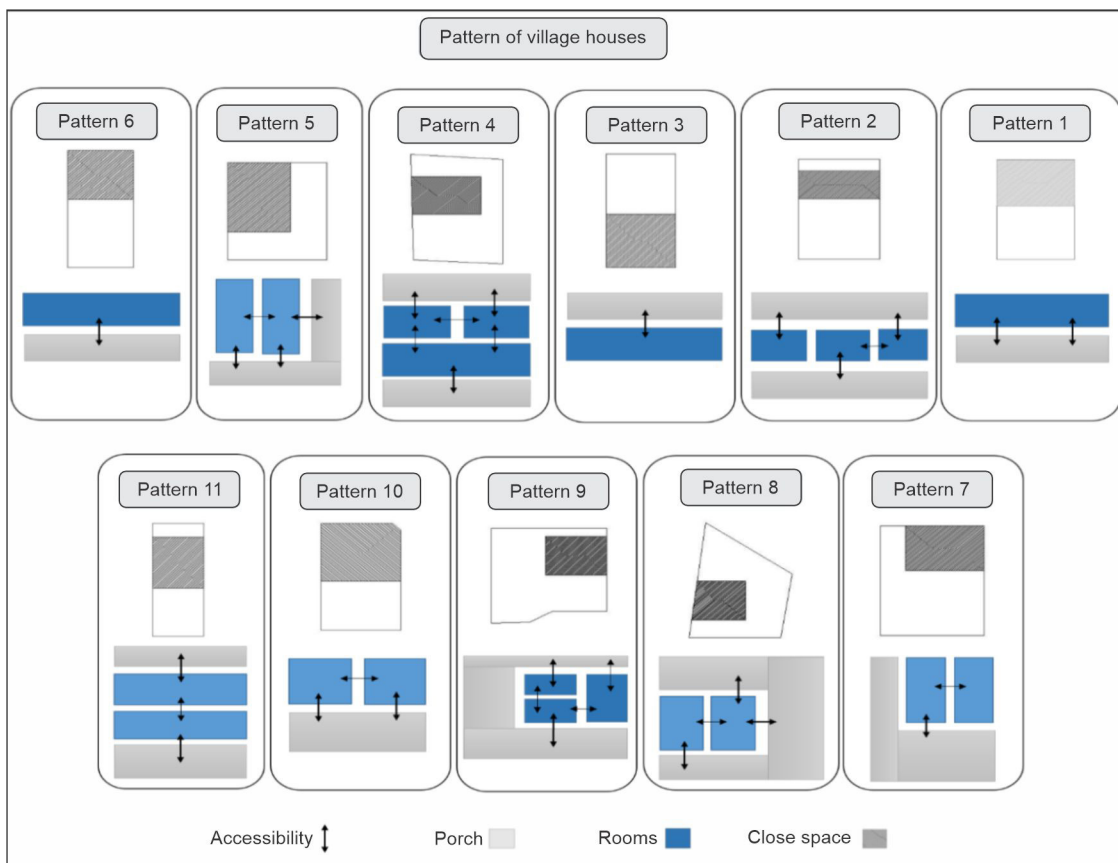 Pattern of village houses
Pattern 6
Pattern 5
Pattern 4
Pattern 3
Pattern 2
Pattern 1
Pattern 11
Pattern 10
Pattern 9
Pattern 8
Pattern 7
Accessibility
Porch
Rooms
Close space